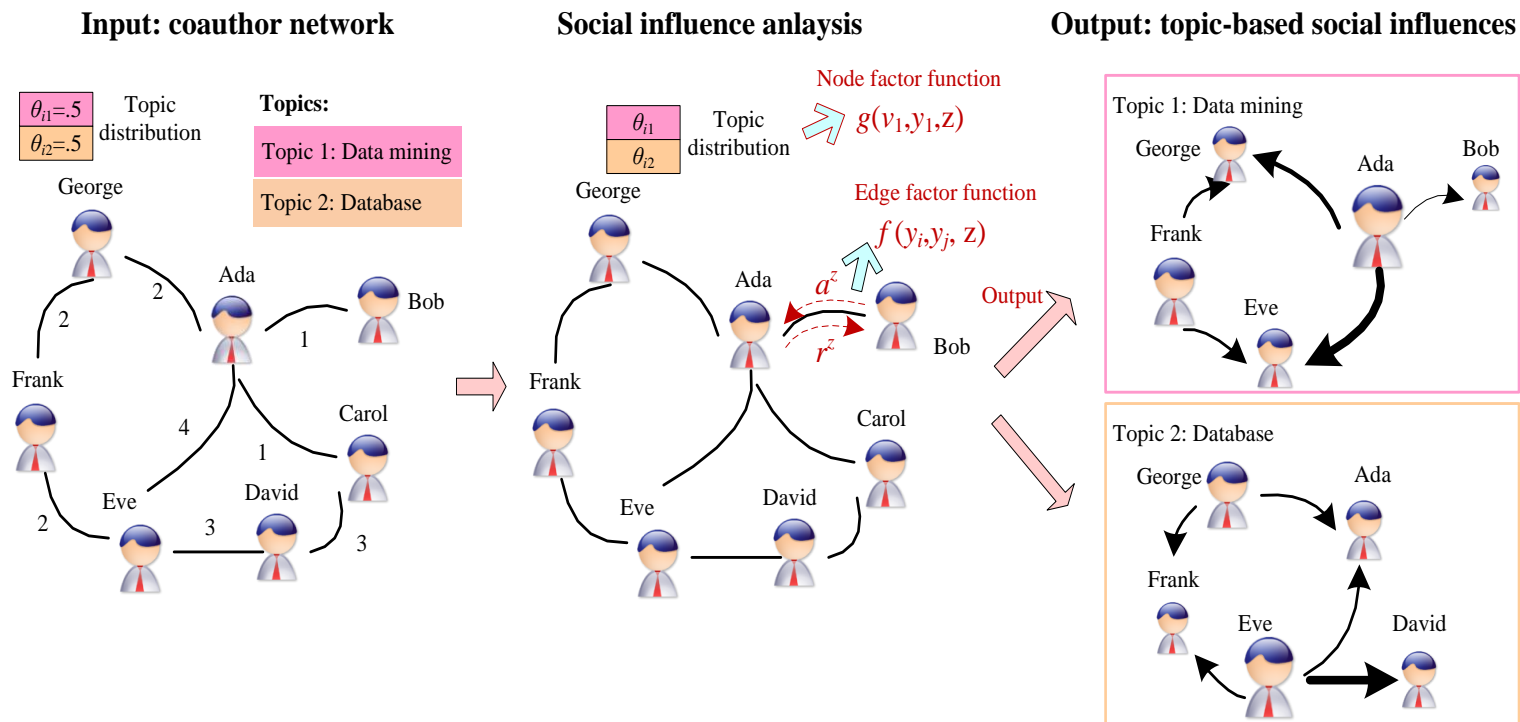 Input: coauthor network
θi1=.5
θi2=.5
Topic
distribution
Topics:
Topic 1: Data mining
Topic 2: Database
George
Ada
Bob
Frank
Carol
Eve
David
2
2
1
4
1
2
3
3
Social influence anlaysis
θi1
θi2
Topic
distribution
Node factor function
g(v1,y1,z)
Edge factor function
f (yi,yj, z)
George
Ada
az
rz
Bob
Frank
Carol
Eve
David
Output
Output: topic-based social influences
Topic 1: Data mining
George
Ada
Bob
Frank
Eve
Topic 2: Database
George
Ada
Frank
Eve
David